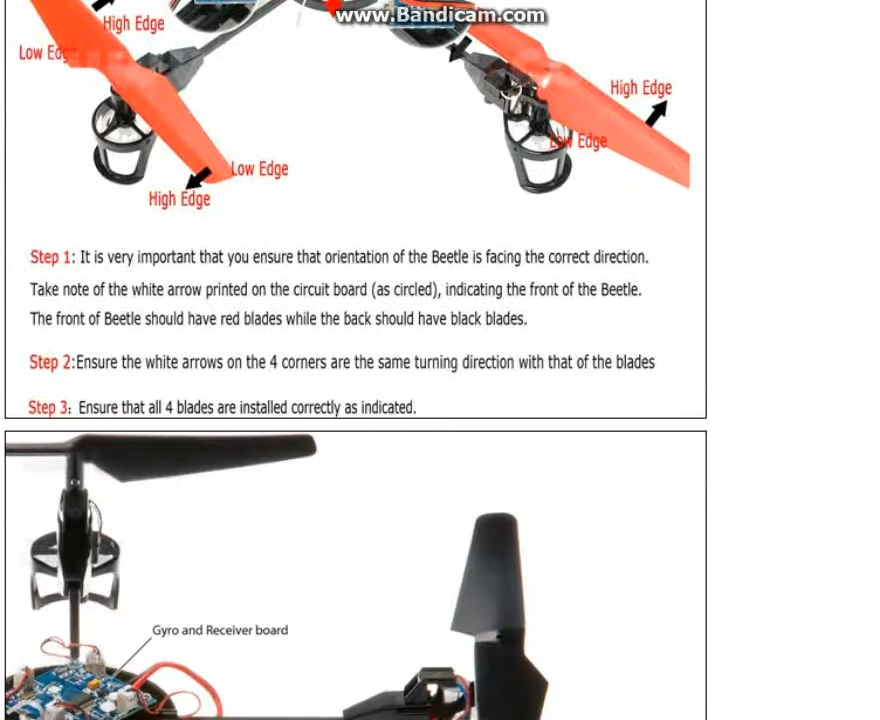 www.Bandicam.com
High Edge
Low Edge
High Edge
Low Edge
Low Edge
High Edge
Step 1: It is very important that you ensure that orientation of the Beetle is facing the correct direction.
Take note of the white arrow printed on the circuit board (as circled), indicating the front of the Beetle.
The front of Beetle should have red blades while the back should have black blades.
Step 2:Ensure the white arrows on the 4 corners are the same turning direction with that of the blades
Step 3: Ensure that all 4 blades are installed correctly as indicated.
Gyro and Receiver board